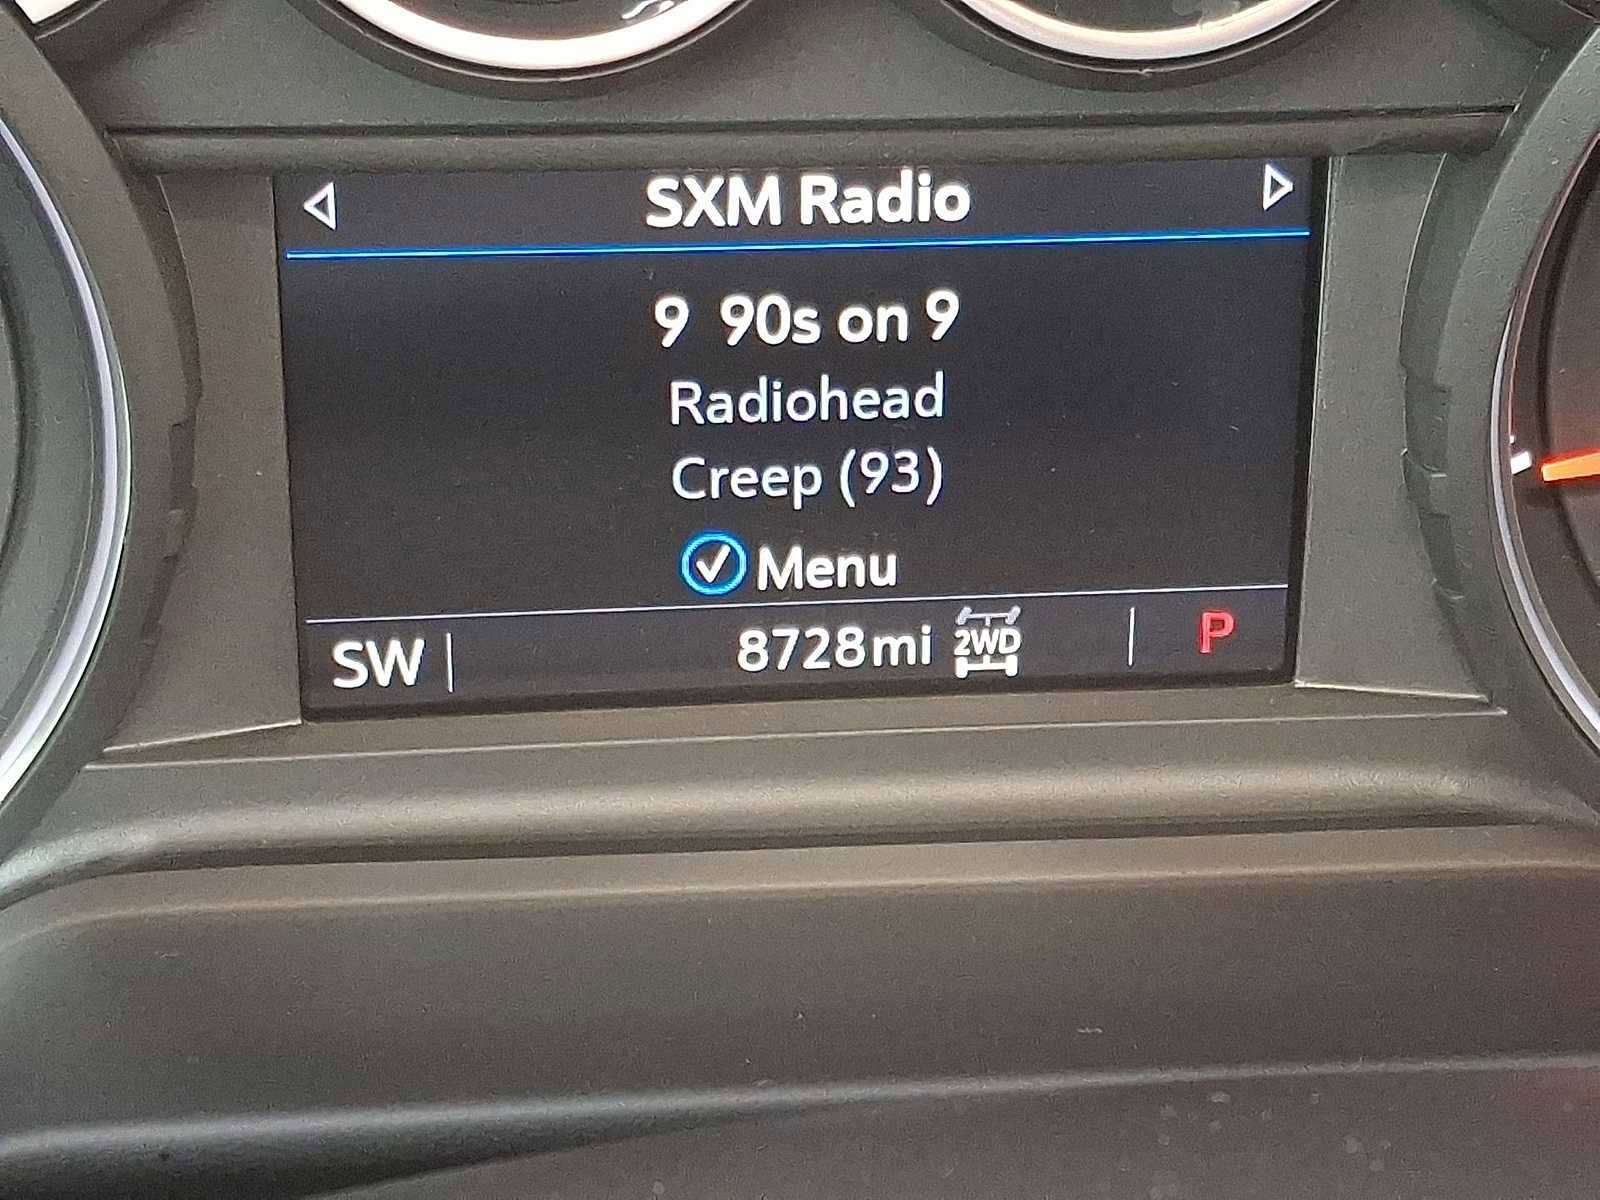 SXM Radio
9 90s on 9
Radiohead
Creep (93)
Menu
SW 8728mi 2WD P